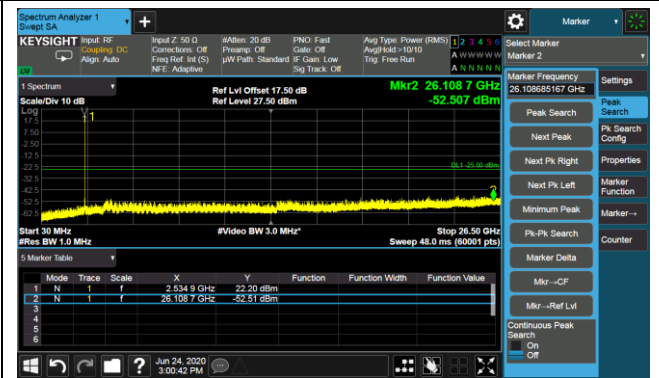 Spectrum Analyzer 1
Swept SA
Marker
KEYSIGHT
Input: RF
Coupling: DC
Align: Auto
Input Z: 50 Ω
Corrections: Off
Freq Ref: Int (S)
NFE: Adaptive
#Atten: 20 dB
Preamp: Off
µW Path: Standard
PNO: Fast
Gate: Off
IF Gain: Low
Sig Track: Off
Avg Type: Power (RMS)
Avg|Hold:>10/10
Trig: Free Run
1 2 3 4 5 6
A W W W W W
A N N N N N
Select Marker
Marker 2
1 Spectrum
Scale/Div 10 dB
Ref Lvl Offset 17.50 dB
Ref Level 27.50 dBm
Mkr2 26.108 7 GHz
-52.507 dBm
Log
17.5
7.50
-2.50
-12.5
-22.5
-32.5
-42.5
-52.5
-62.5
1
DL1 -25.00 dBm
2
Start 30 MHz
#Res BW 1.0 MHz
#Video BW 3.0 MHz*
Stop 26.50 GHz
Sweep 48.0 ms (60001 pts)
5 Marker Table
Mode Trace Scale X Y Function Function Width Function Value
1 N 1 f 2.534 9 GHz 22.20 dBm
2 N 1 f 26.108 7 GHz -52.51 dBm
3
4
5
6
Marker Frequency
26.108685167 GHz
Peak Search
Next Peak
Next Pk Right
Next Pk Left
Minimum Peak
Pk-Pk Search
Marker Delta
Mkr→CF
Mkr→Ref Lvl
Continuous Peak
Search
On
Off
Settings
Peak
Search
Pk Search
Config
Properties
Marker
Function
Marker→
Counter
Jun 24, 2020
3:00:42 PM